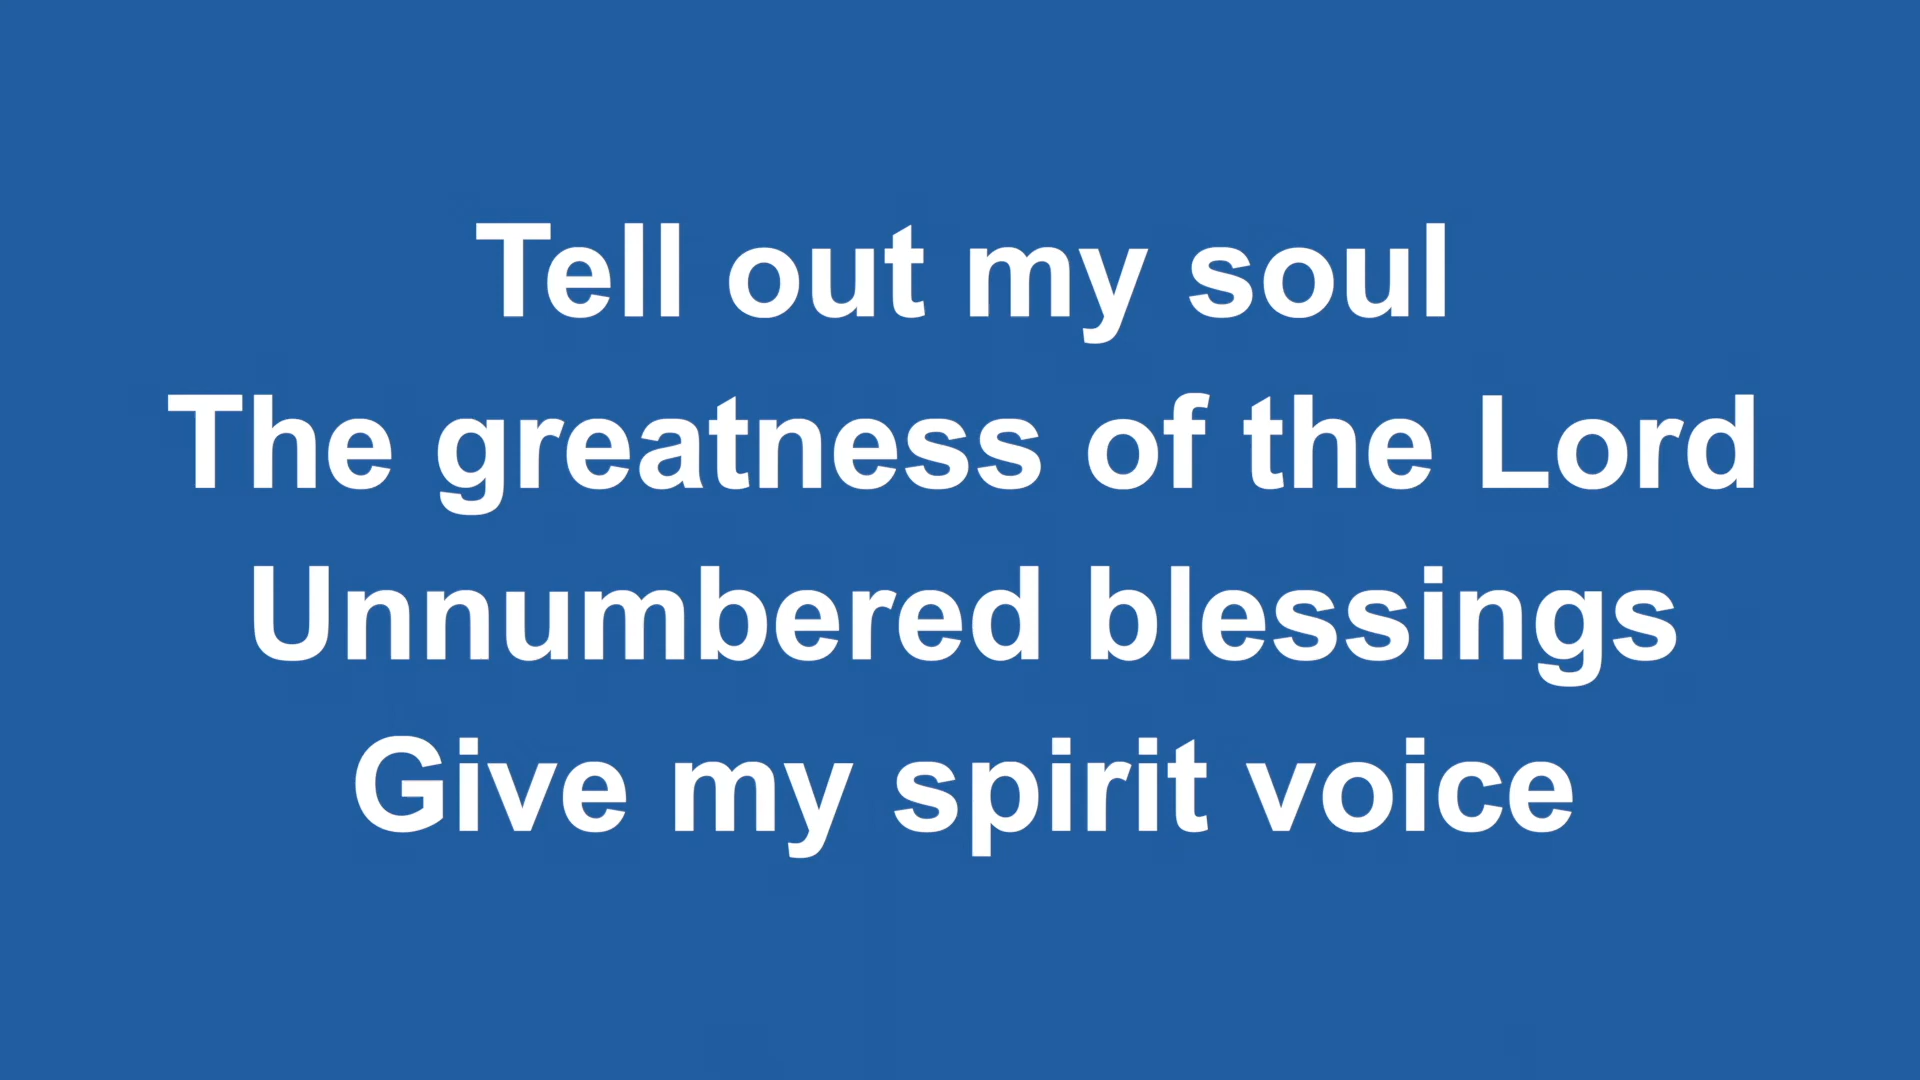 Tell out my soul
The greatness of the Lord
Unnumbered blessings
Give my spirit voice